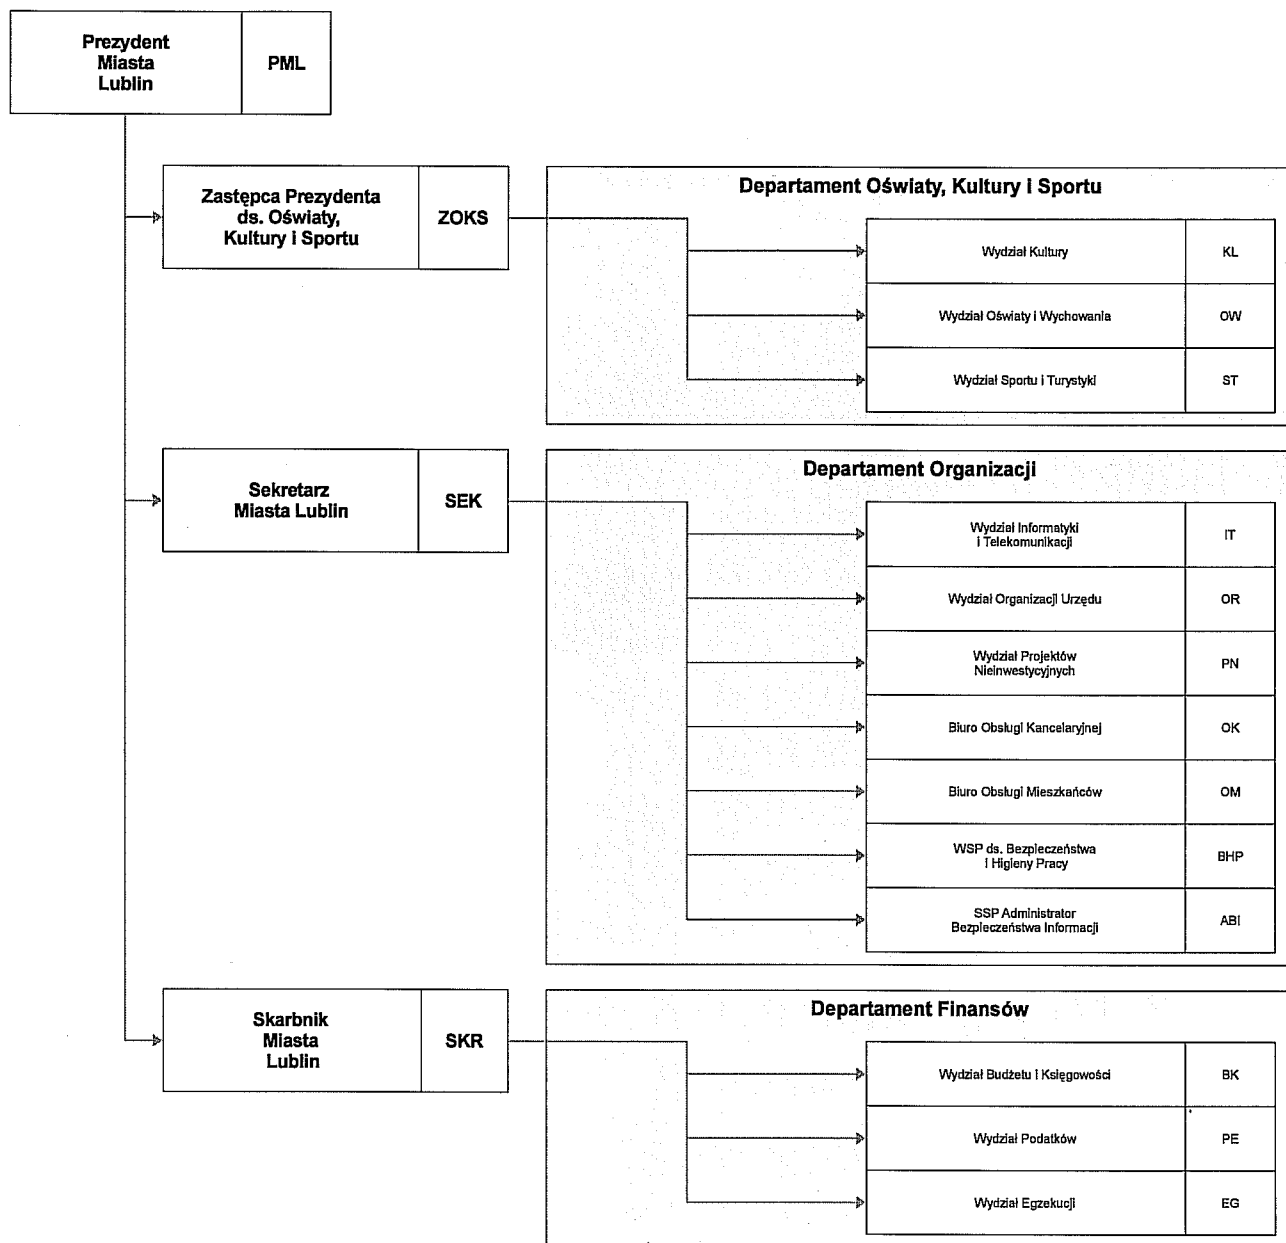 Prezydent
Miasta
Lublin
PML
Zastępca Prezydenta
ds. Oświaty,
Kultury i Sportu
ZOKS
Departament Oświaty, Kultury i Sportu
Wydział Kultury
KL
Wydział Oświaty i Wychowania
OW
Wydział Sportu i Turystyki
ST
Sekretarz
Miasta Lublin
SEK
Departament Organizacji
Wydział Informatyki
i Telekomunikacji
IT
Wydział Organizacji Urzędu
OR
Wydział Projektów
Nieinwestycyjnych
PN
Biuro Obsługi Kancelaryjnej
OK
Biuro Obsługi Mieszkańców
OM
WSP ds. Bezpieczeństwa
i Higieny Pracy
BHP
SSP Administrator
Bezpieczeństwa Informacji
ABI
Skarbnik
Miasta
Lublin
SKR
Departament Finansów
Wydział Budżetu i Księgowości
BK
Wydział Podatków
PE
Wydział Egzekucji
EG